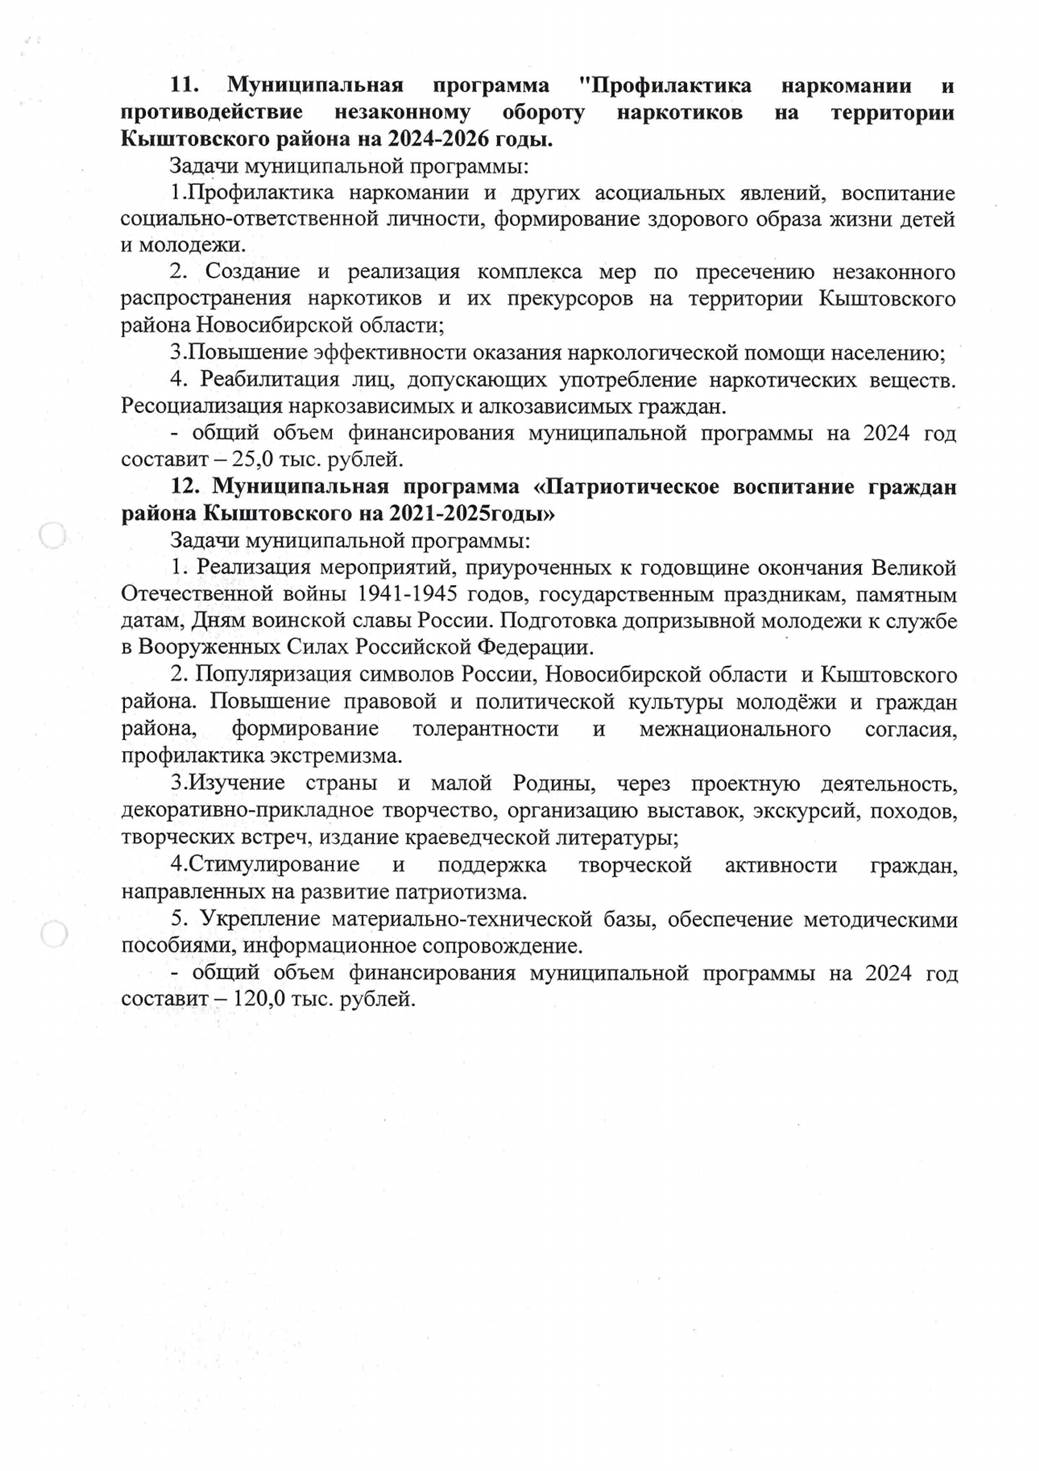 11. Муниципальная программа "Профилактика наркомании и
противодействие незаконному обороту наркотиков на территории
Кыштовского района на 2024-2026 годы.
Задачи муниципальной программы:
1.Профилактика наркомании и других асоциальных явлений, воспитание
социально-ответственной личности, формирование здорового образа жизни детей
и молодежи.
2. Создание и реализация комплекса мер по пресечению незаконного
распространения наркотиков и их прекурсоров на территории Кыштовского
района Новосибирской области;
3.Повышение эффективности оказания наркологической помощи населению;
4. Реабилитация лиц, допускающих употребление наркотических веществ.
Ресоциализация наркозависимых и алкозависимых граждан.
- общий объем финансирования муниципальной программы на 2024 год
составит – 25,0 тыс. рублей.
12. Муниципальная программа «Патриотическое воспитание граждан
района Кыштовского на 2021-2025годы»
Задачи муниципальной программы:
1. Реализация мероприятий, приуроченных к годовщине окончания Великой
Отечественной войны 1941-1945 годов, государственным праздникам, памятным
датам, Дням воинской славы России. Подготовка допризывной молодежи к службе
в Вооруженных Силах Российской Федерации.
2. Популяризация символов России, Новосибирской области и Кыштовского
района. Повышение правовой и политической культуры молодёжи и граждан
района, формирование толерантности и межнационального согласия,
профилактика экстремизма.
3.Изучение страны и малой Родины, через проектную деятельность,
декоративно-прикладное творчество, организацию выставок, экскурсий, походов,
творческих встреч, издание краеведческой литературы;
4.Стимулирование и поддержка творческой активности граждан,
направленных на развитие патриотизма.
5. Укрепление материально-технической базы, обеспечение методическими
пособиями, информационное сопровождение.
- общий объем финансирования муниципальной программы на 2024 год
составит – 120,0 тыс. рублей.